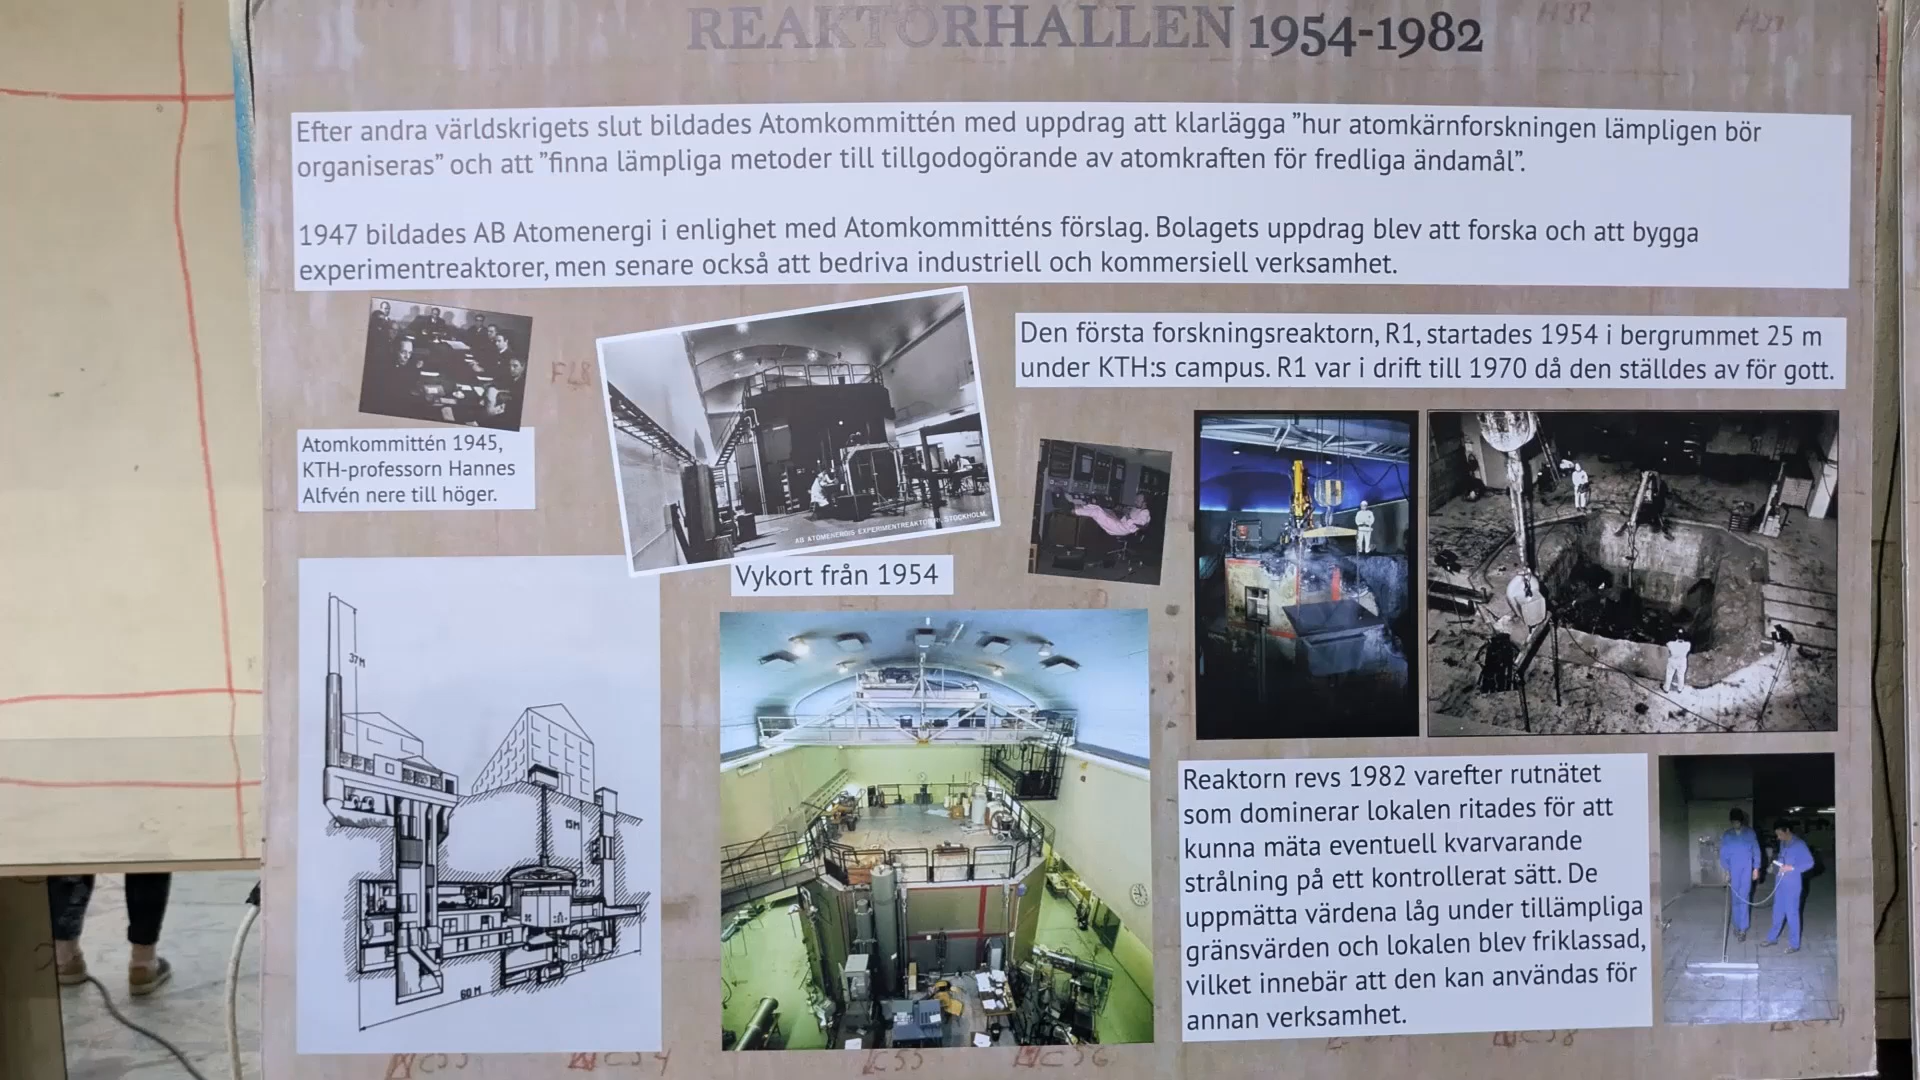 REAKTORHALLEN 1954-1982
Efter andra världskrigets slut bildades Atomkommittén med uppdrag att klarlägga ”hur atomkärnforskningen lämpligen bör
organiseras” och att ”finna lämpliga metoder till tillgodogörande av atomkraften för fredliga ändamål”.
1947 bildades AB Atomenergi i enlighet med Atomkommitténs förslag. Bolagets uppdrag blev att forska och att bygga
experimentreaktorer, men senare också att bedriva industriell och kommersiell verksamhet.
Den första forskningsreaktorn, R1, startades 1954 i bergrummet 25 m
under KTH:s campus. R1 var i drift till 1970 då den ställdes av för gott.
F28
Atomkommittén 1945,
KTH-professorn Hannes
Alfvén nere till höger.
AB ATOMENERGIS EXPERIMENTREAKTOR, STOCKHOLM.
Vykort från 1954
37M
15M
25M
60 M
Reaktorn revs 1982 varefter rutnätet
som dominerar lokalen ritades för att
kunna mäta eventuell kvarvarande
strålning på ett kontrollerat sätt. De
uppmätta värdena låg under tillämpliga
gränsvärden och lokalen blev friklassad,
vilket innebär att den kan användas för
annan verksamhet.
C54
C55
C56